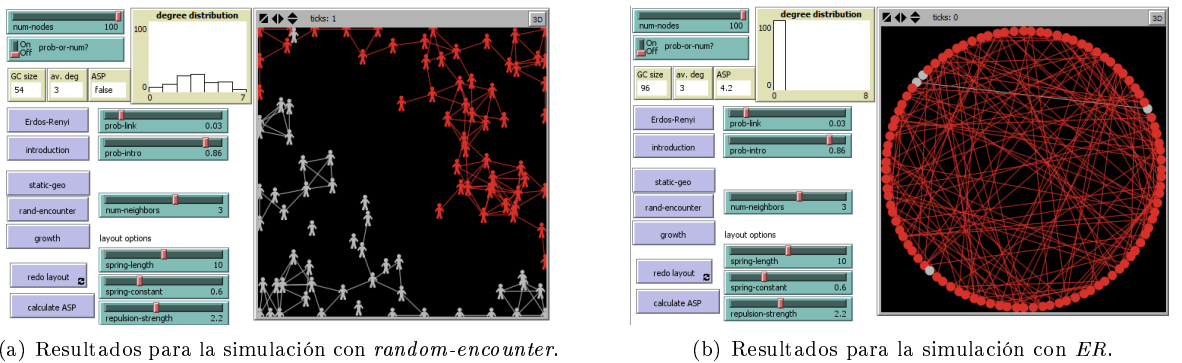 num-nodes 100
On
Off
prob-or-num?
GC size
54
av. deg
3
ASP
false
degree distribution
100
0
0
7
Erdos-Renyi
introduction
prob-link 0.03
prob-intro 0.86
static-geo
rand-encounter
growth
num-neighbors 3
layout options
redo layout
calculate ASP
spring-length 10
spring-constant 0.6
repulsion-strength 2.2
ticks: 1
3D
(a) Resultados para la simulación con random-encounter.
num-nodes 100
On
Off
prob-or-num?
GC size
96
av. deg
3
ASP
4.2
degree distribution
100
0
0
8
Erdos-Renyi
introduction
prob-link 0.03
prob-intro 0.86
static-geo
rand-encounter
growth
num-neighbors 3
layout options
redo layout
calculate ASP
spring-length 10
spring-constant 0.6
repulsion-strength 2.2
ticks: 0
3D
(b) Resultados para la simulación con ER.